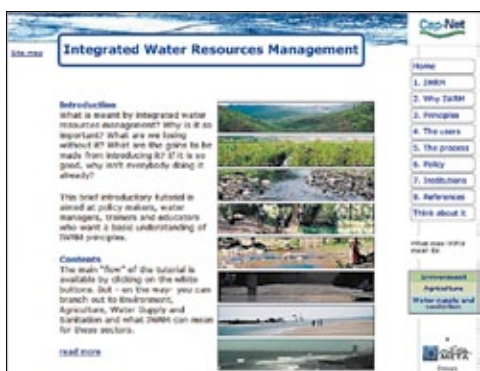 Cap-Net
Site map
Integrated Water Resources Management
Introduction
What is meant by integrated water
resources management? Why is it so
important? What are we losing
without it? What are the gains to be
made from introducing it? If it is so
good, why isn't everybody doing it
already?
This brief introductory tutorial is
aimed at policy makers, water
managers, trainers and educators
who want a basic understanding of
IWRM principles.
Contents
The main "flow" of the tutorial is
available by clicking on the white
buttons. But - on the way- you can
branch out to Environment,
Agriculture, Water Supply and
Sanitation and what IWRM can mean
for these sectors.
read more
Home
1. IWRM
2. Why IWRM
3. Principles
4. The users
5. The process
6. Policy
7. Institutions
8. References
Think about it
What does IWRM
mean to:
Environment
Agriculture
Water supply and
sanitation
META